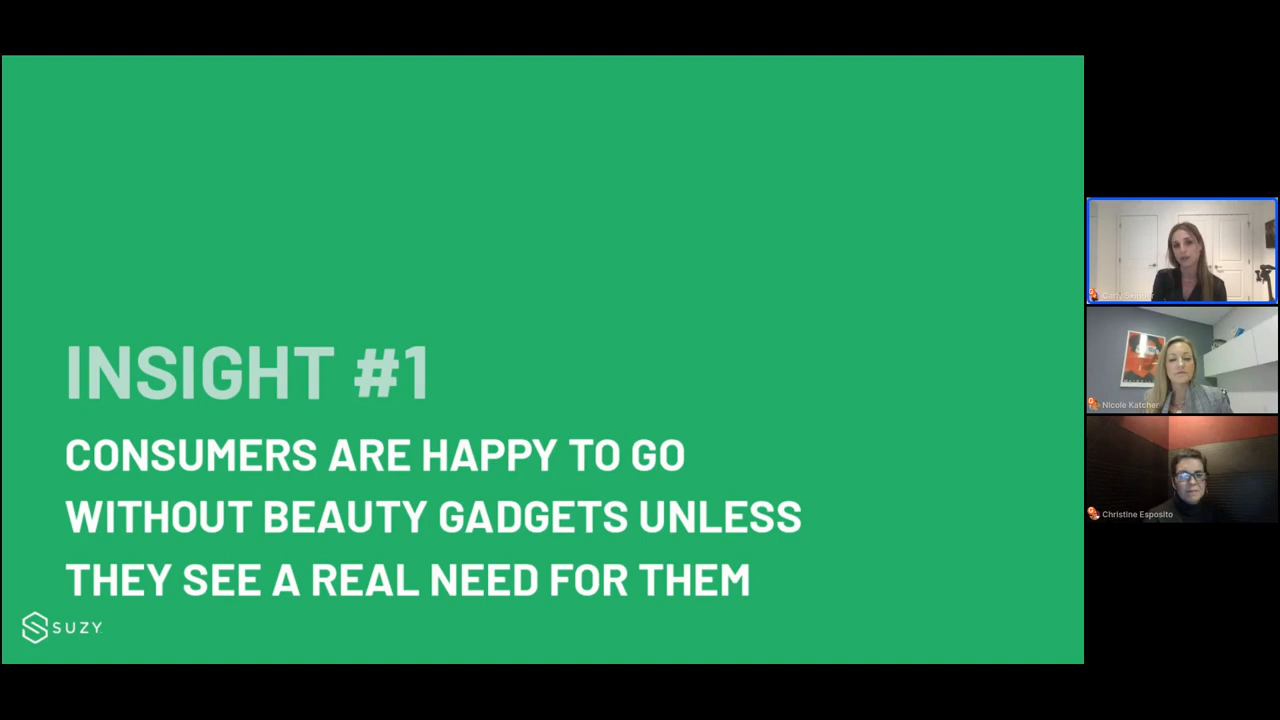 INSIGHT #1
CONSUMERS ARE HAPPY TO GO
WITHOUT BEAUTY GADGETS UNLESS
THEY SEE A REAL NEED FOR THEM
SUZY
Nicole Katcher
Christine Esposito